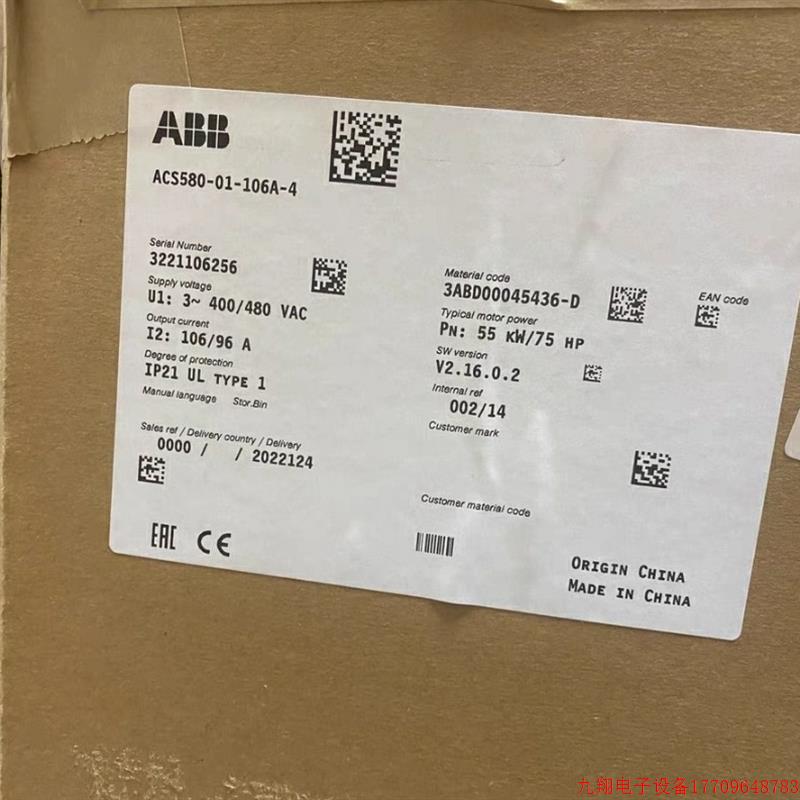 ABB
ACS580-01-106A-4
Serial Number
3221106256
Supply voltage
U1: 3~ 400/480 VAC
Output current
I2: 106/96 A
Degree of protection
IP21 UL TYPE 1
Manual language Stor.Bin
Sales ref / Delivery country / Delivery
0000 / / 2022124
EAC CE
Material code
3ABD00045436-D
EAN code
Typical motor power
PN: 55 KW/75 HP
SW version
V2.16.0.2
Internal ref
002/14
Customer mark
Customer material code
ORIGIN CHINA
MADE IN CHINA
九翔电子设备17709648783